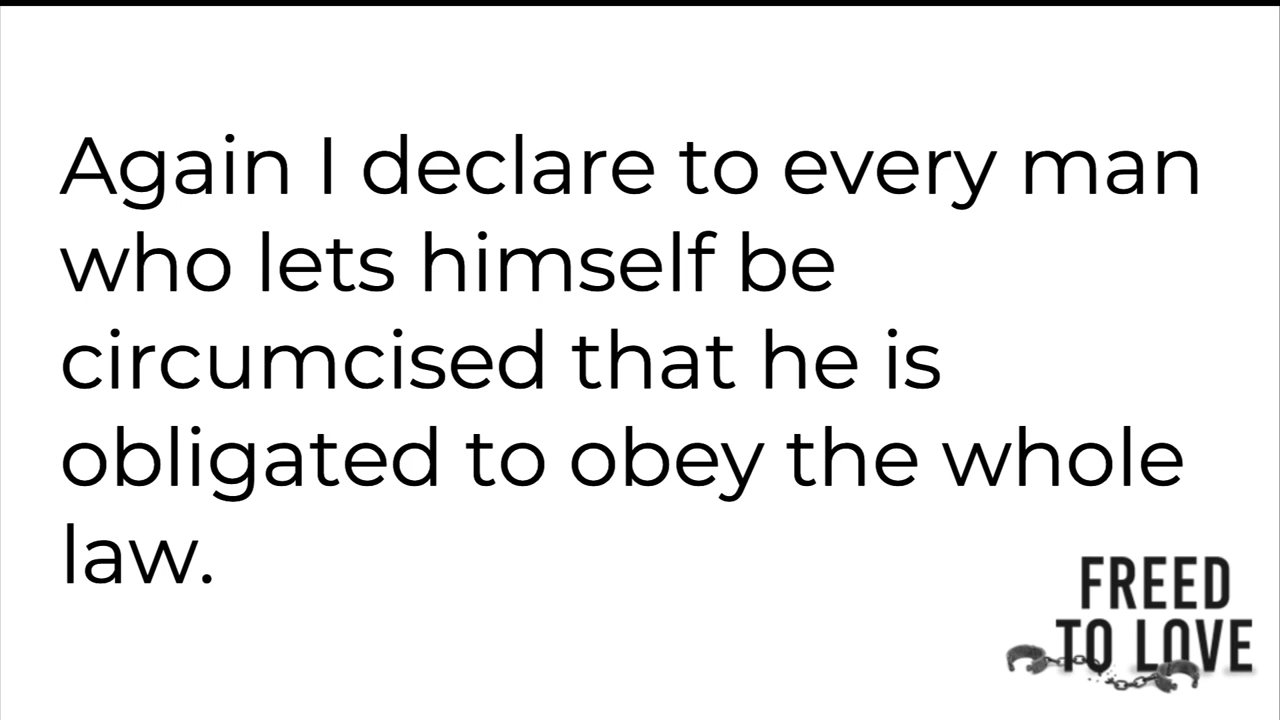 Again I declare to every man
who lets himself be
circumcised that he is
obligated to obey the whole
law.
FREED
TO LOVE